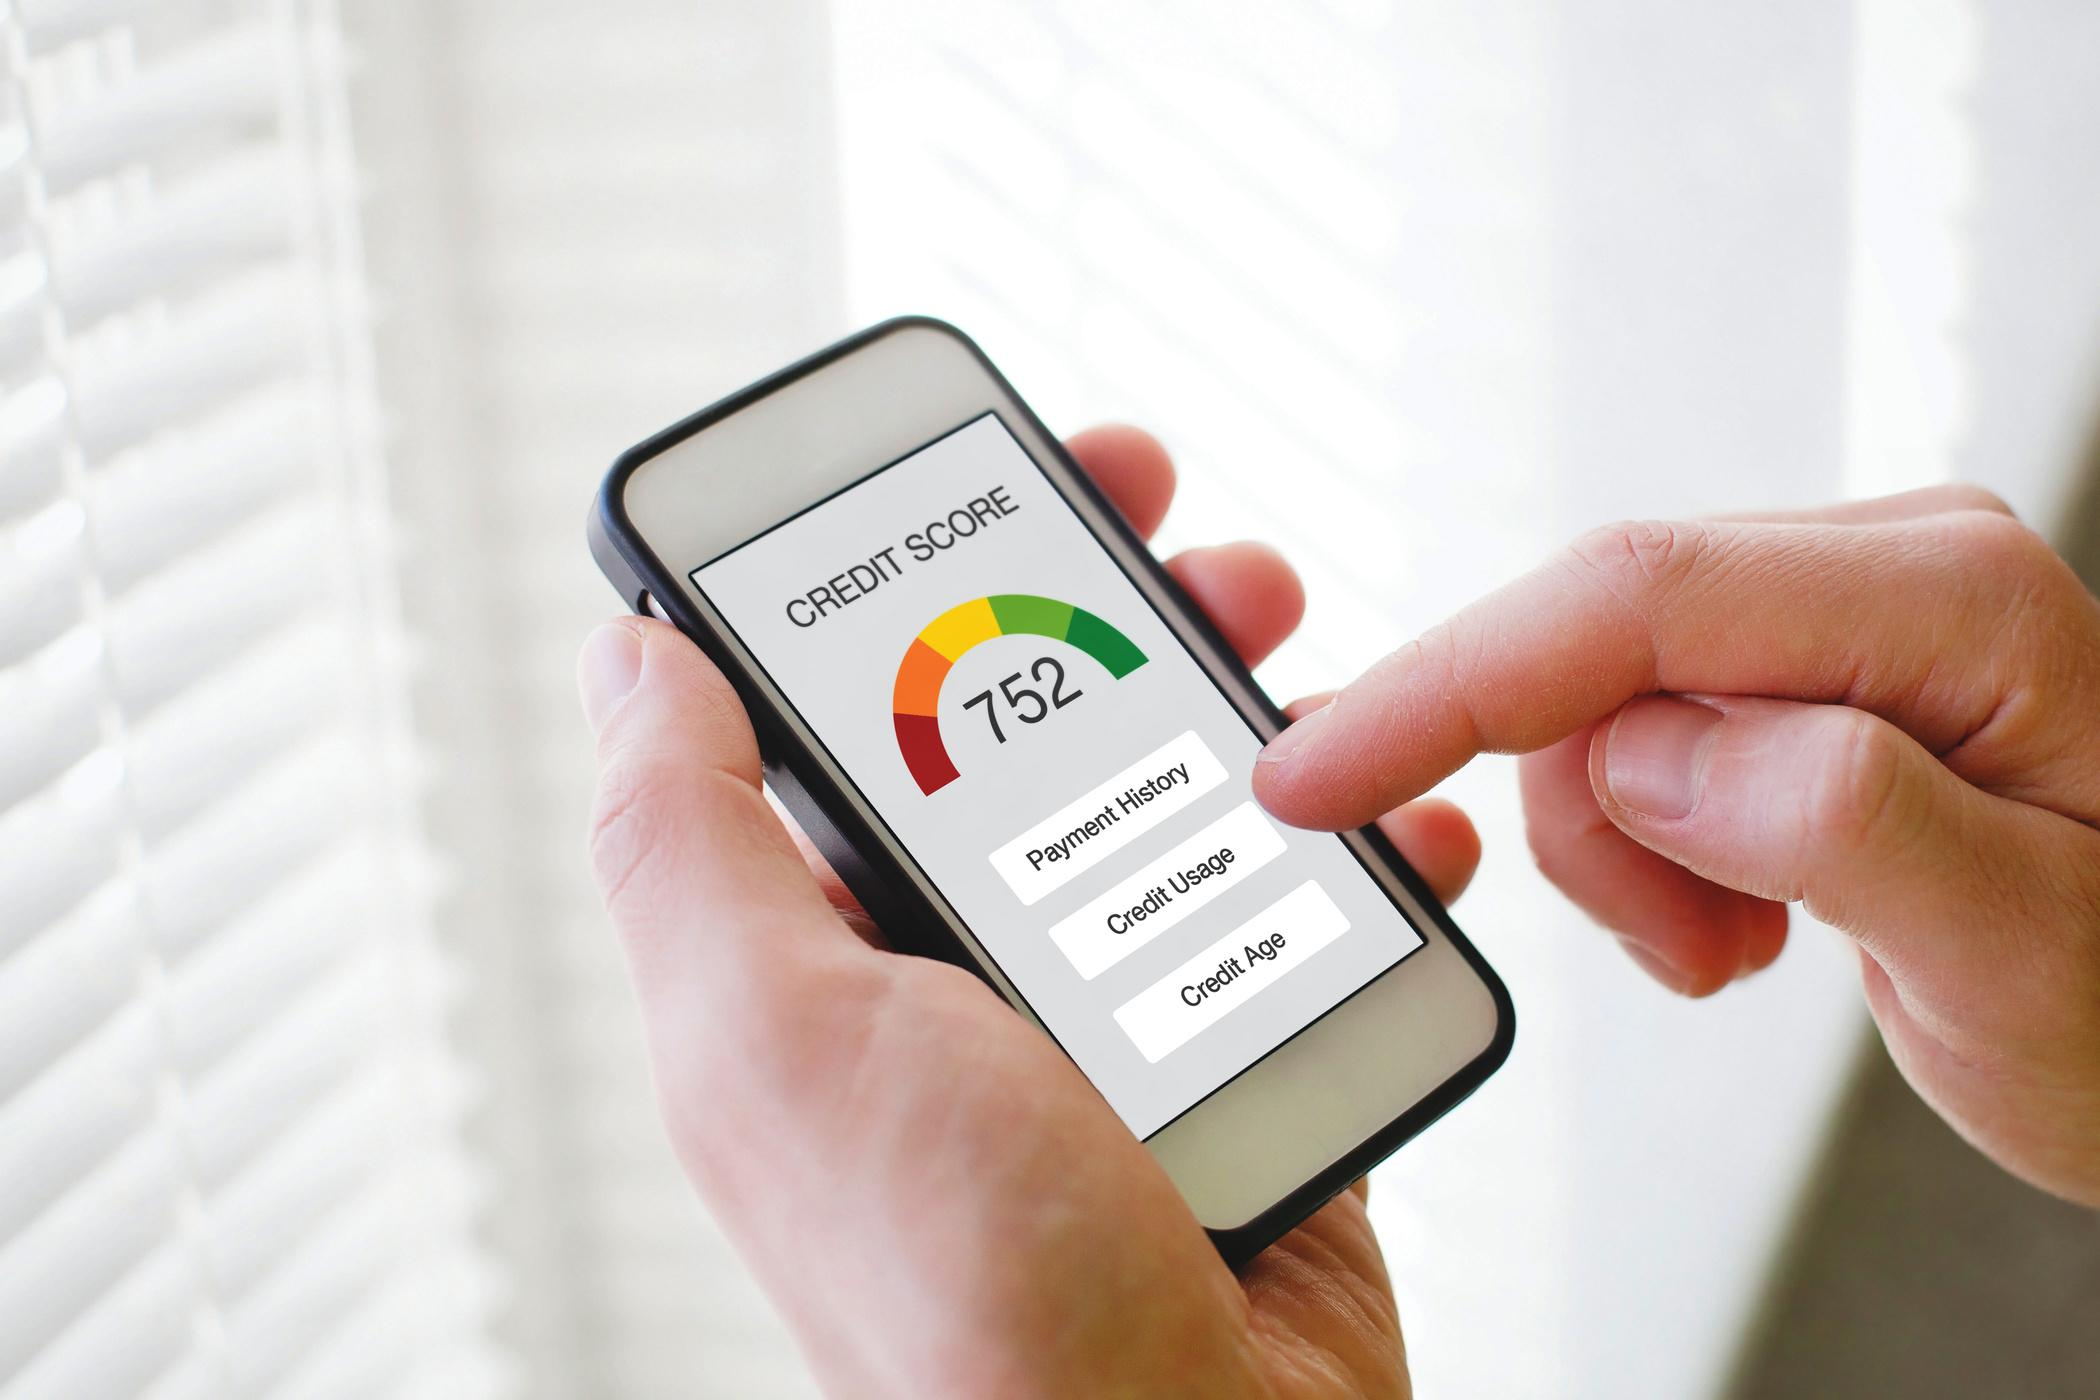 CREDIT SCORE
752
Payment History
Credit Usage
Credit Age